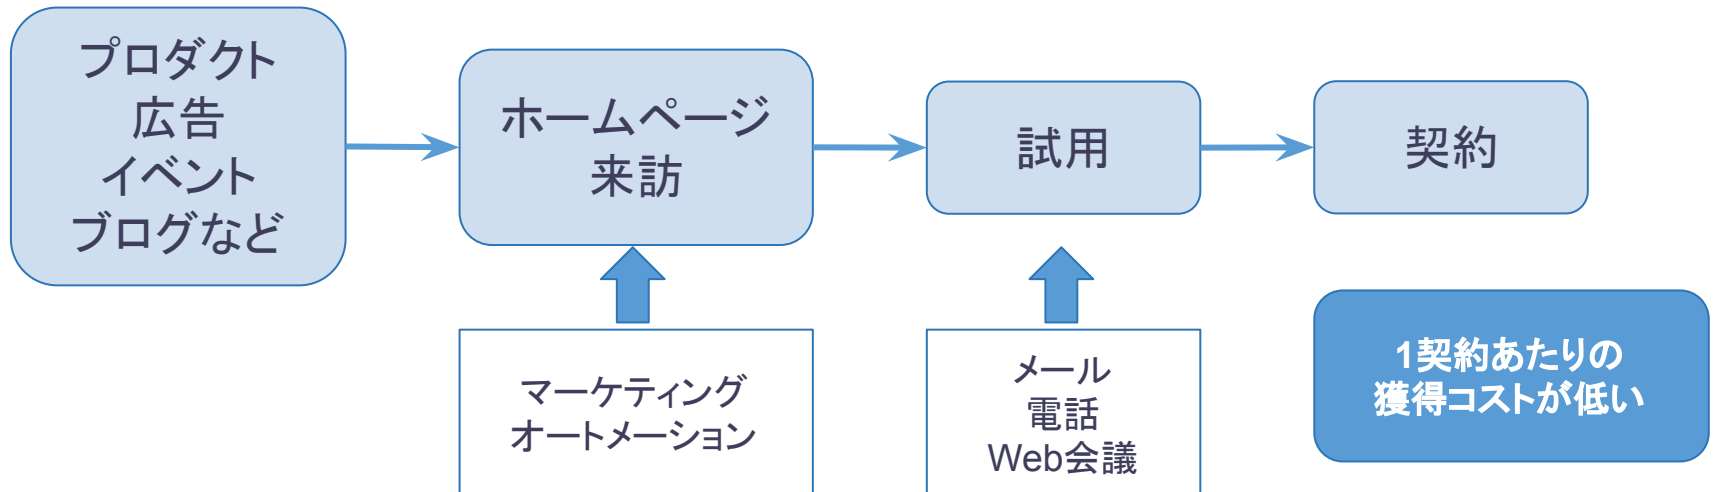 プロダクト
広告
イベント
ブログなど
ホームページ
来訪
試用
契約
マーケティング
オートメーション
メール
電話
Web会議
1契約あたりの
獲得コストが低い